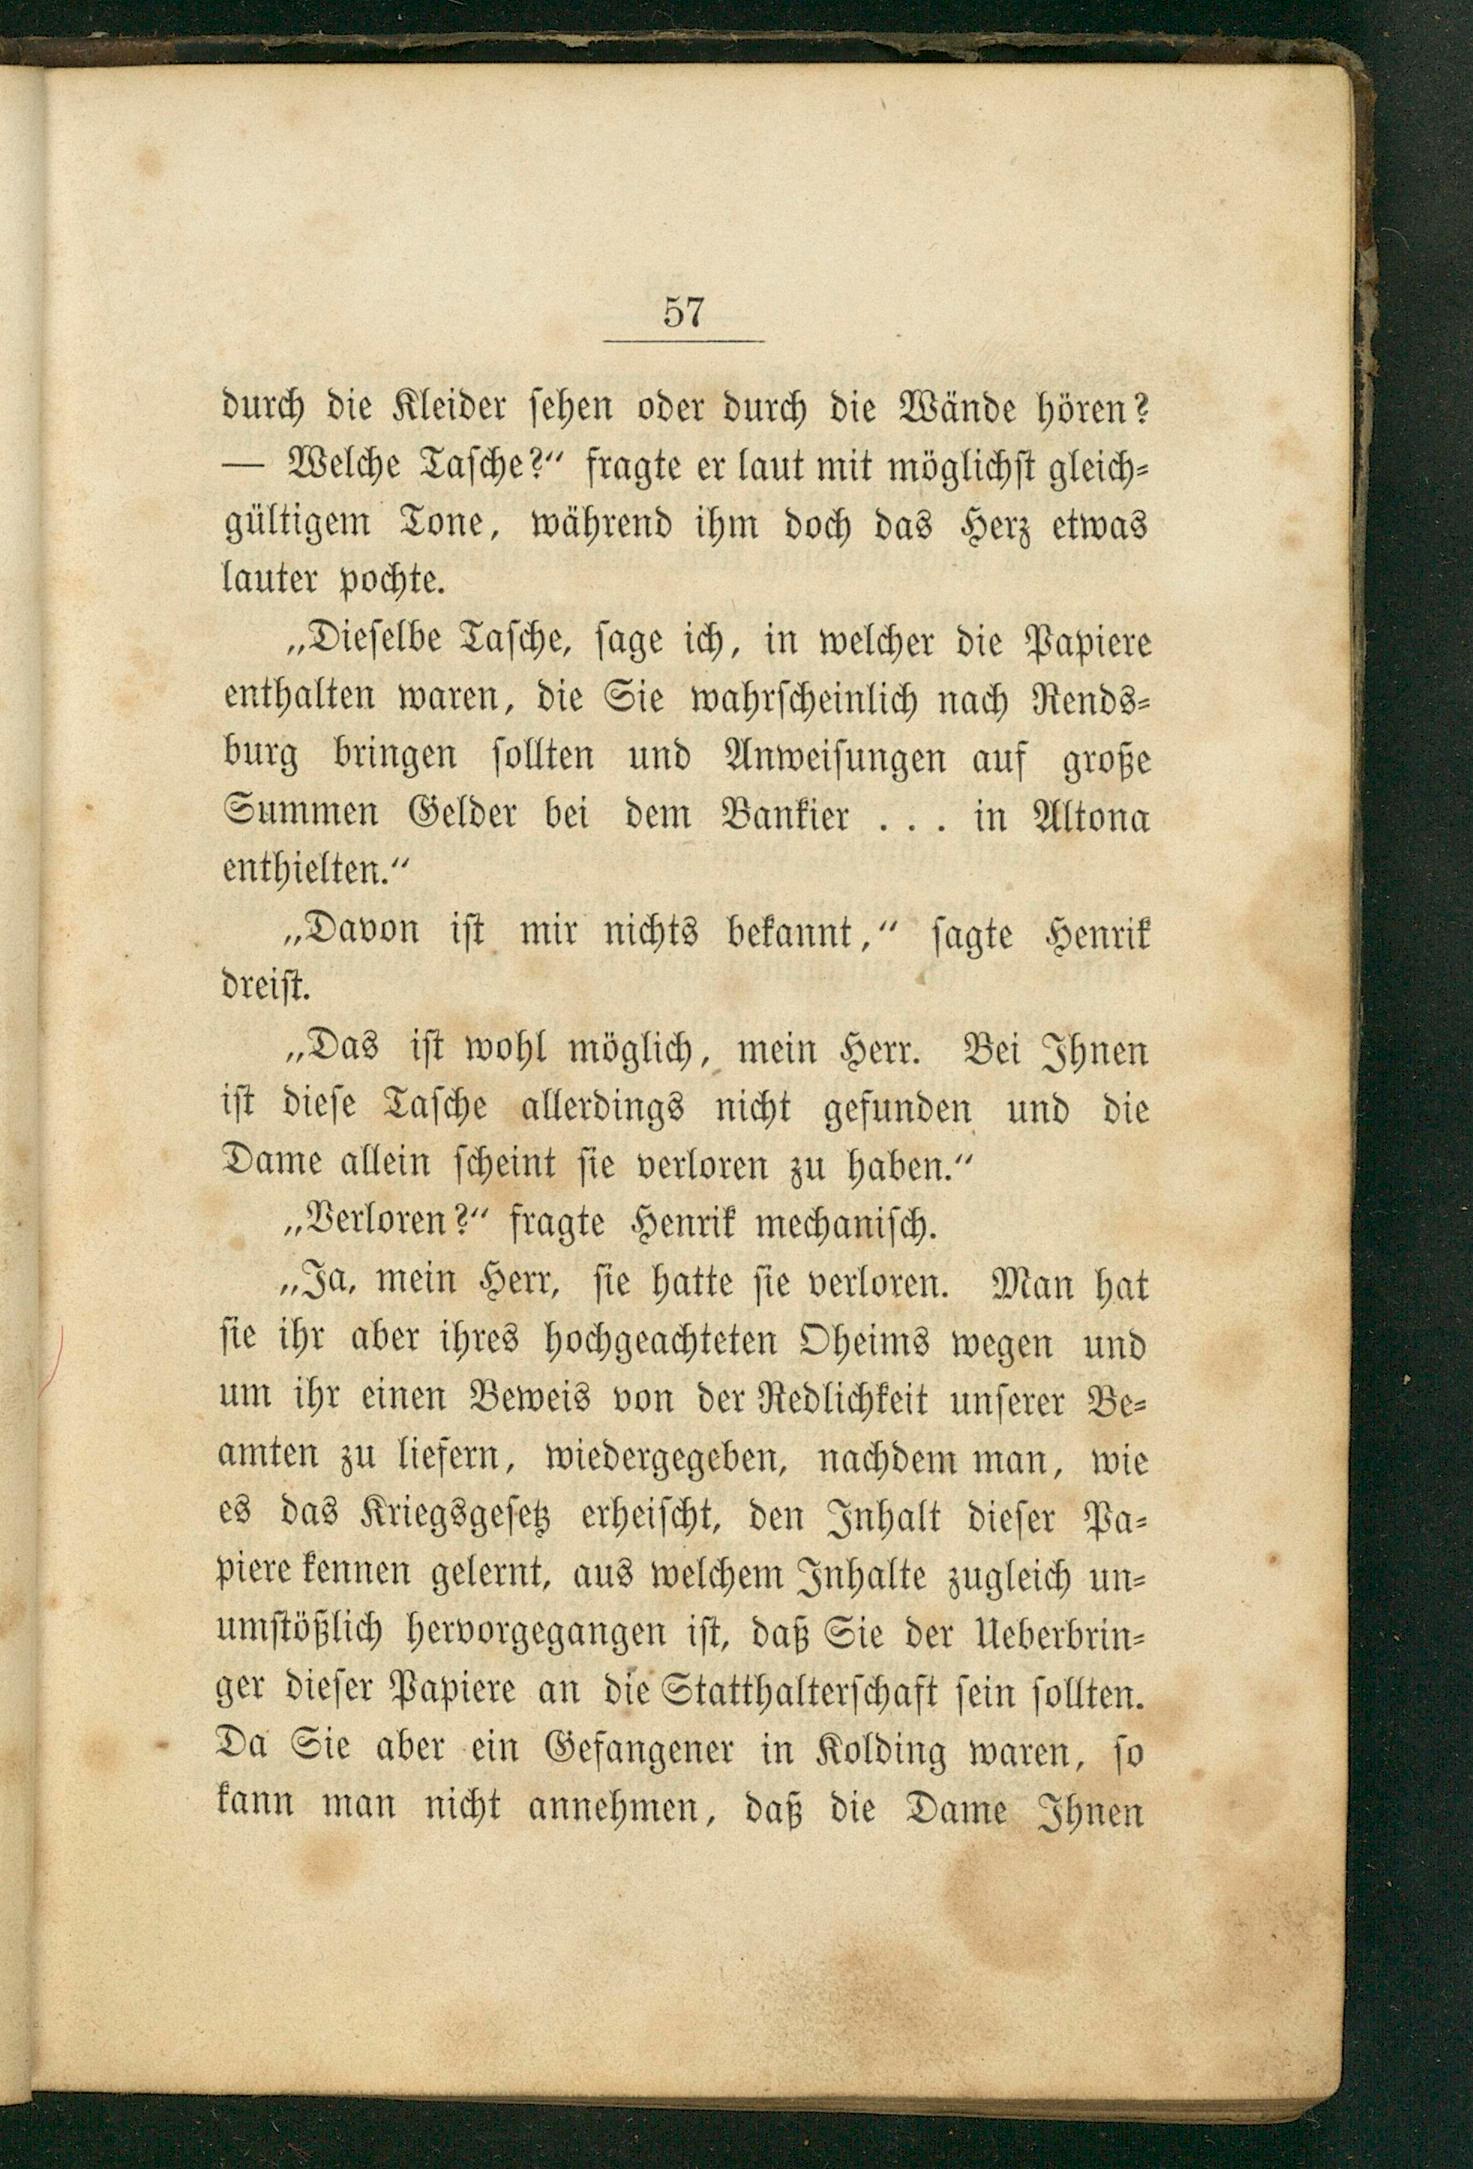 57
durch die Kleider sehen oder durch die Wände hören?
— Welche Tasche?“ fragte er laut mit möglichst gleich-
gültigem Tone, während ihm doch das Herz etwas
lauter pochte.
„Dieselbe Tasche, sage ich, in welcher die Papiere
enthalten waren, die Sie wahrscheinlich nach Rends-
burg bringen sollten und Anweisungen auf große
Summen Gelder bei dem Bankier . . . in Altona
enthielten.“
„Davon ist mir nichts bekannt,“ sagte Henrik
dreist.
„Das ist wohl möglich, mein Herr. Bei Ihnen
ist diese Tasche allerdings nicht gefunden und die
Dame allein scheint sie verloren zu haben.“
„Verloren?“ fragte Henrik mechanisch.
„Ja, mein Herr, sie hatte sie verloren. Man hat
sie ihr aber ihres hochgeachteten Oheims wegen und
um ihr einen Beweis von der Redlichkeit unserer Be-
amten zu liefern, wiedergegeben, nachdem man, wie
es das Kriegsgesetz erheischt, den Inhalt dieser Pa-
piere kennen gelernt, aus welchem Inhalte zugleich un-
umstößlich hervorgegangen ist, daß Sie der Ueberbrin-
ger dieser Papiere an die Statthalterschaft sein sollten.
Da Sie aber ein Gefangener in Kolding waren, so
kann man nicht annehmen, daß die Dame Ihnen